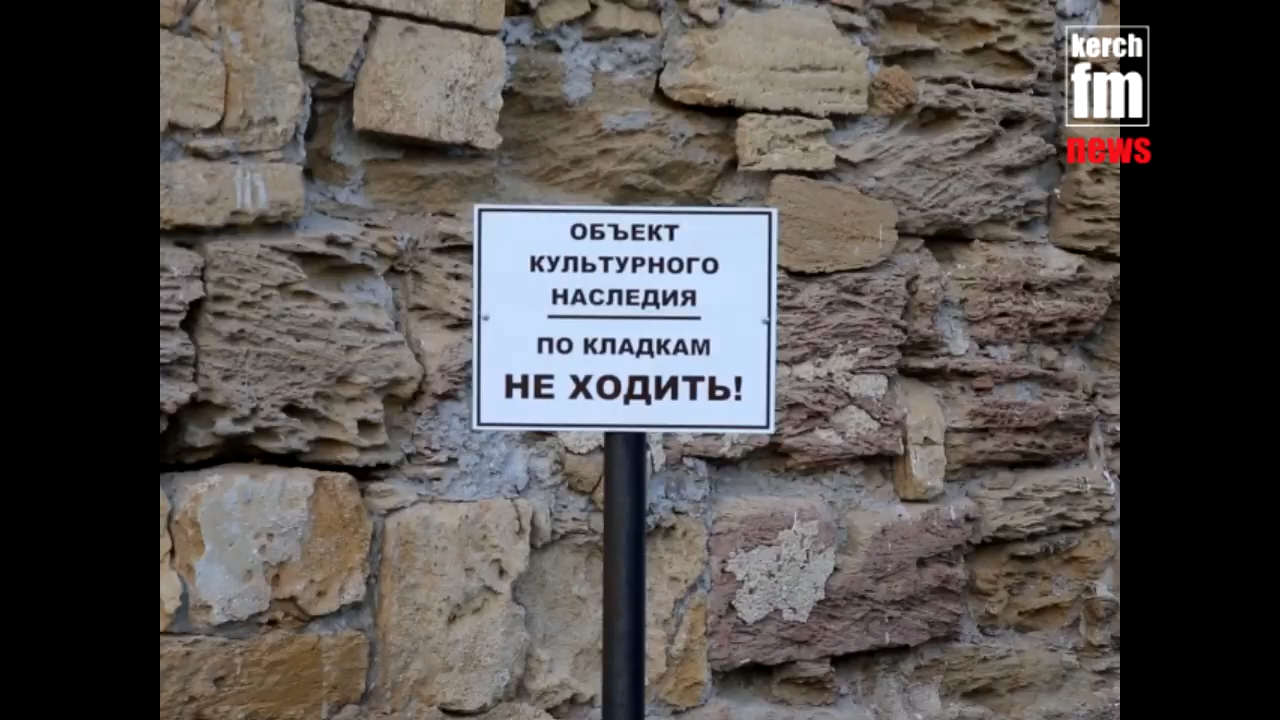 kerch
fm
news
ОБЪЕКТ
КУЛЬТУРНОГО
НАСЛЕДИЯ
ПО КЛАДКАМ
НЕ ХОДИТЬ!